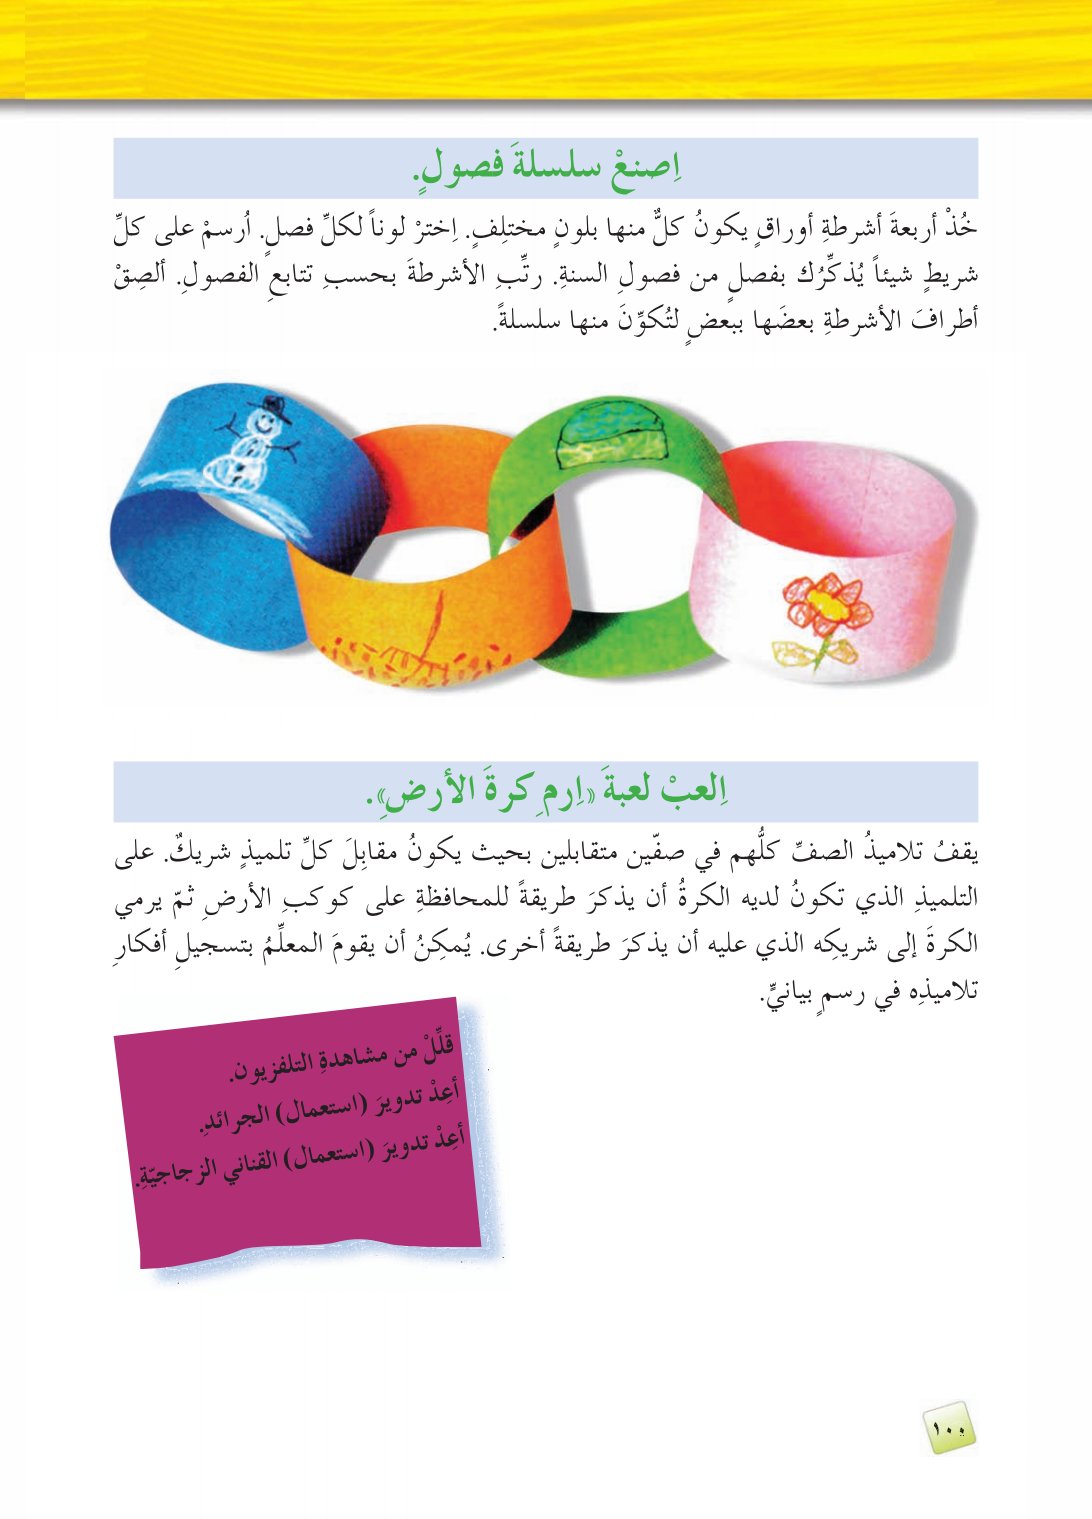 اِصنعْ سلسلةَ فصولٍ.
خُذْ أربعةَ أشرطةِ أوراقٍ يكونُ كلٌّ منها بلونٍ مختلِفٍ. اِخترْ لوناً لكلِّ فصلٍ. اُرسمْ على كلِّ
شريطٍ شيئاً يُذكِّرُك بفصلٍ من فصولِ السنةِ. رتِّبِ الأشرطةَ بحسبِ تتابعِ الفصولِ. ألصِقْ
أطرافَ الأشرطةِ بعضَها ببعضٍ لتُكوِّنَ منها سلسلةً.
اِلعبْ لعبةَ «اِرمِ كرةَ الأرضِ».
يقفُ تلاميذُ الصفِّ كلُّهم في صفّين متقابلين بحيث يكونُ مقابِلَ كلِّ تلميذٍ شريكٌ. على
التلميذِ الذي تكونُ لديه الكرةُ أن يذكرَ طريقةً للمحافظةِ على كوكبِ الأرضِ ثمّ يرمي
الكرةَ إلى شريكِه الذي عليه أن يذكرَ طريقةً أخرى. يُمكِنُ أن يقومَ المعلِّمُ بتسجيلِ أفكارِ
تلاميذِه في رسمٍ بيانيٍّ.
قلِّلْ من مشاهدةِ التلفزيون.
أعِدْ تدويرَ (استعمال) الجرائدِ.
أعِدْ تدويرَ (استعمال) القناني الزجاجيّةِ.
١٠٠